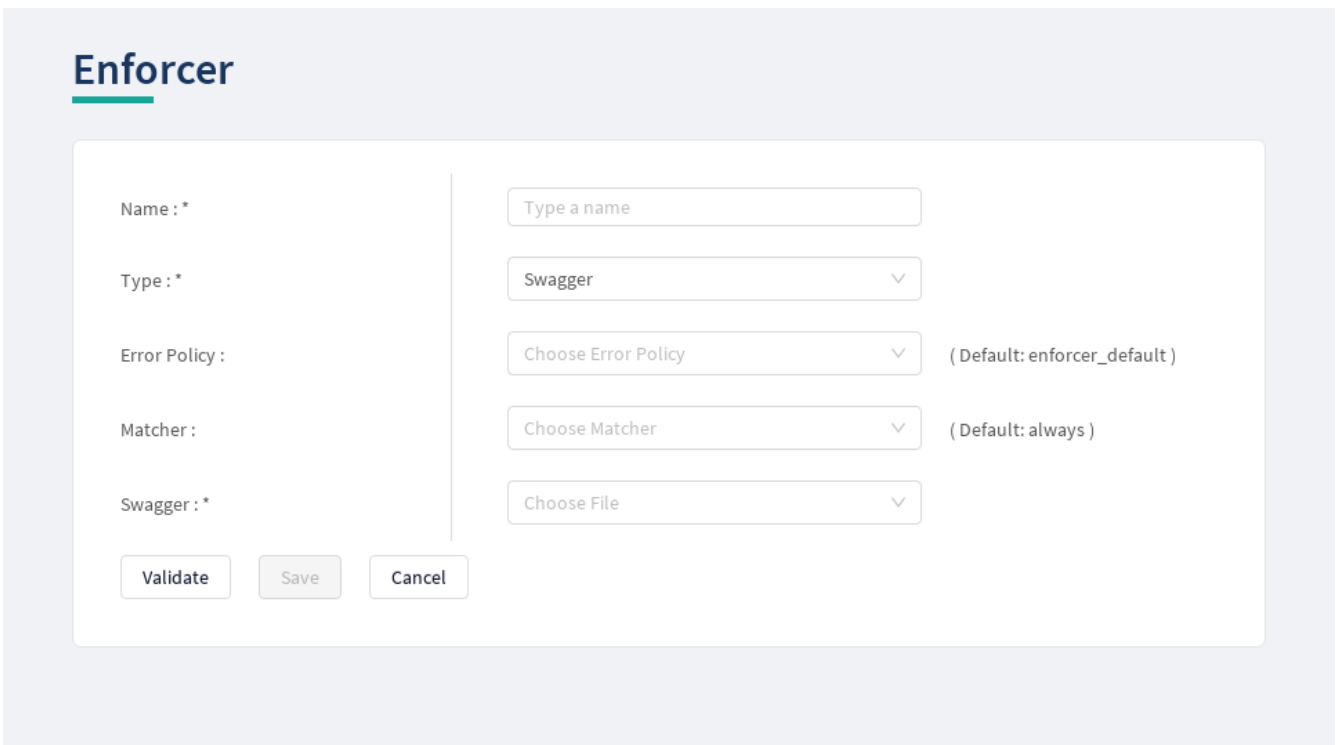 Enforcer
Name : * Type a name
Type : * Swagger
Error Policy : Choose Error Policy ( Default: enforcer_default )
Matcher : Choose Matcher ( Default: always )
Swagger : * Choose File
Validate Save Cancel